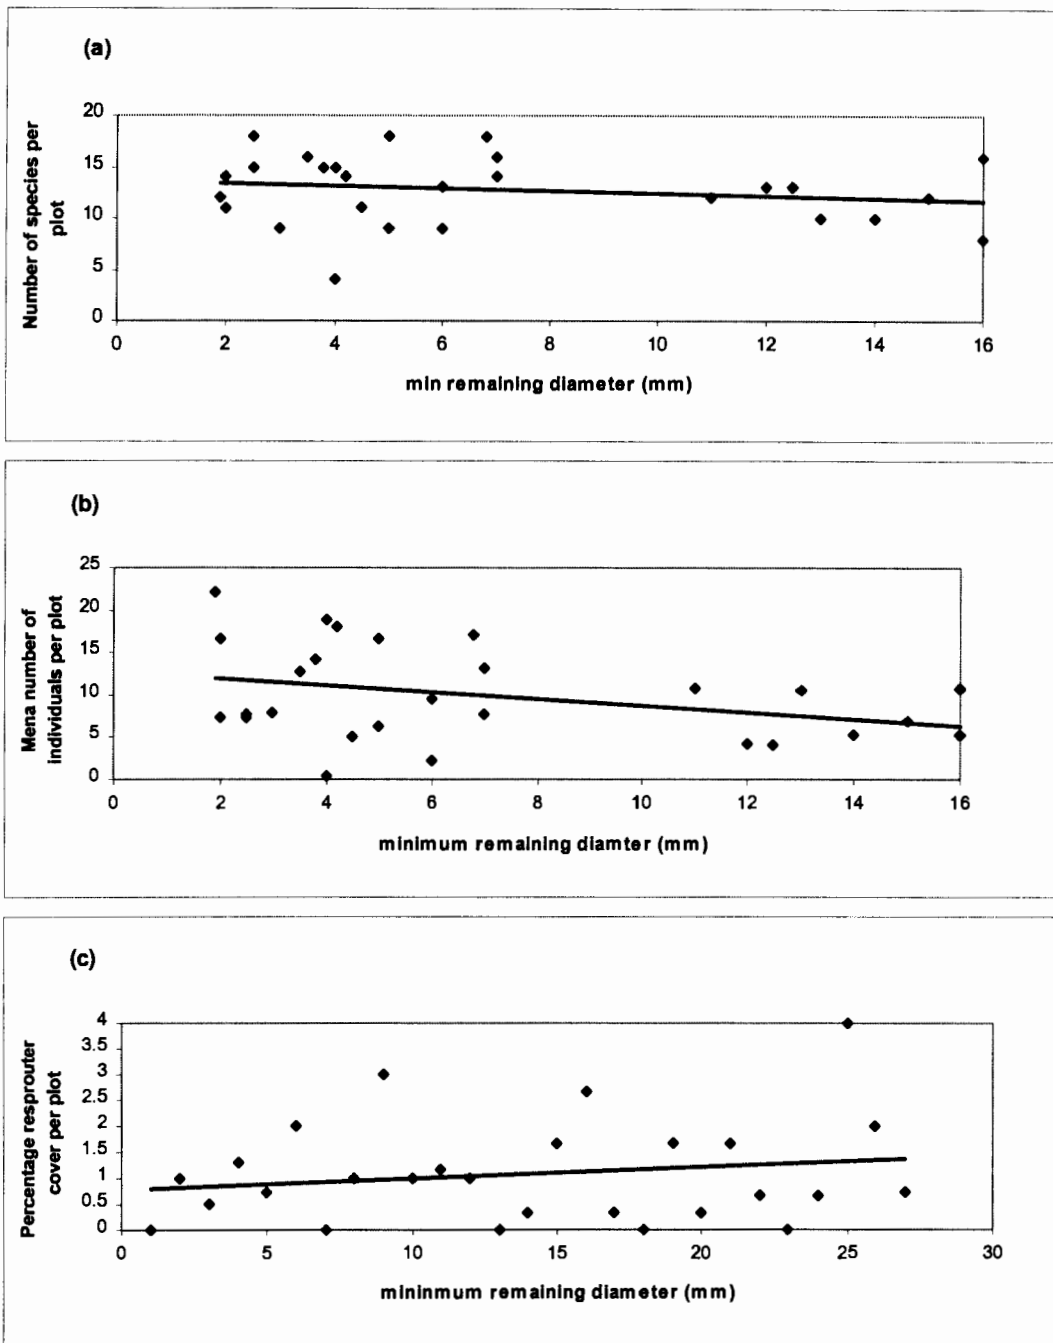 (a)
Number of species per
plot
20
15
10
5
0
0 2 4 6 8 10 12 14 16
min remaining diameter (mm)
(b)
Mena number of
individuals per plot
25
20
15
10
5
0
0 2 4 6 8 10 12 14 16
minimum remaining diamter (mm)
(c)
Percentage resprouter
cover per plot
4
3.5
3
2.5
2
1.5
1
0.5
0
0 5 10 15 20 25 30
mininmum remaining diameter (mm)